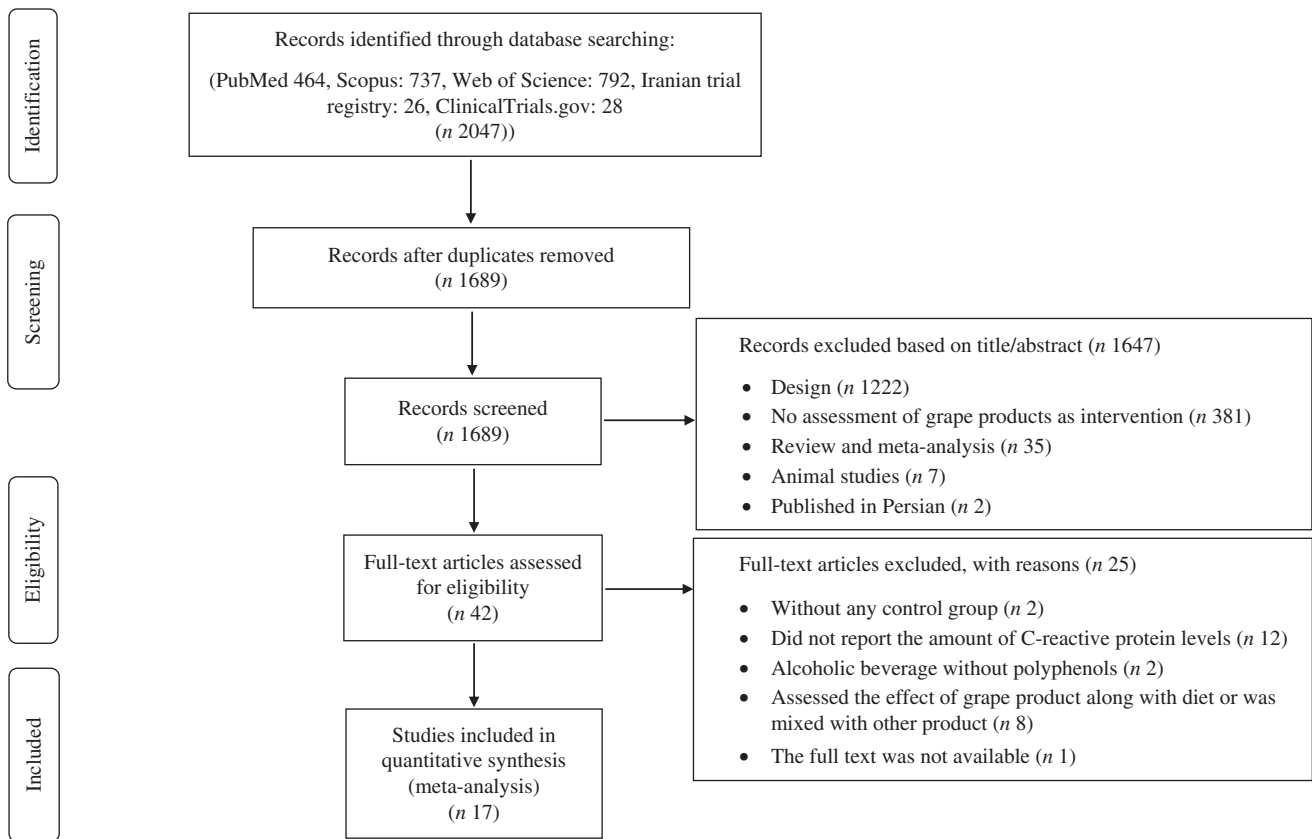 Identification
Records identified through database searching:
(PubMed 464, Scopus: 737, Web of Science: 792, Iranian trial
registry: 26, ClinicalTrials.gov: 28
(n 2047))
Screening
Records after duplicates removed
(n 1689)
Records screened
(n 1689)
Records excluded based on title/abstract (n 1647)
• Design (n 1222)
• No assessment of grape products as intervention (n 381)
• Review and meta-analysis (n 35)
• Animal studies (n 7)
• Published in Persian (n 2)
Eligibility
Full-text articles assessed
for eligibility
(n 42)
Full-text articles excluded, with reasons (n 25)
• Without any control group (n 2)
• Did not report the amount of C-reactive protein levels (n 12)
• Alcoholic beverage without polyphenols (n 2)
• Assessed the effect of grape product along with diet or was
mixed with other product (n 8)
• The full text was not available (n 1)
Included
Studies included in
quantitative synthesis
(meta-analysis)
(n 17)